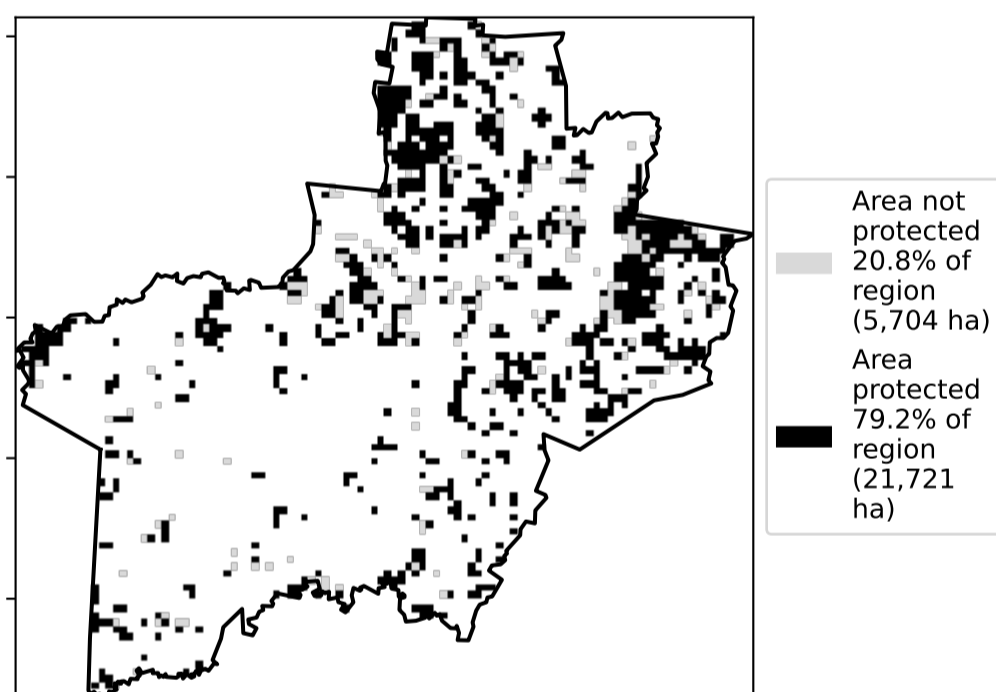 Area not
protected
20.8% of
region
(5,704 ha)
Area
protected
79.2% of
region
(21,721
ha)